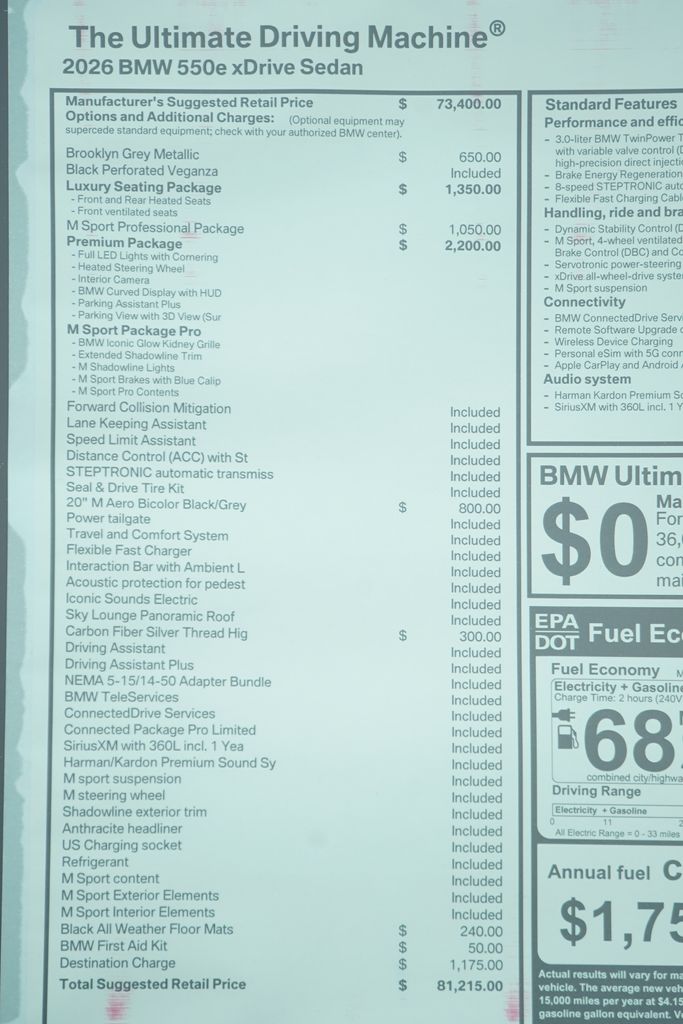 The Ultimate Driving Machine®
2026 BMW 550e xDrive Sedan
Manufacturer's Suggested Retail Price $ 73,400.00
Options and Additional Charges: (Optional equipment may
supercede standard equipment; check with your authorized BMW center).
Brooklyn Grey Metallic $ 650.00
Black Perforated Veganza Included
Luxury Seating Package $ 1,350.00
- Front and Rear Heated Seats
- Front ventilated seats
M Sport Professional Package $ 1,050.00
Premium Package $ 2,200.00
- Full LED Lights with Cornering
- Heated Steering Wheel
- Interior Camera
- BMW Curved Display with HUD
- Parking Assistant Plus
- Parking View with 3D View (Sur
M Sport Package Pro
- BMW Iconic Glow Kidney Grille
- Extended Shadowline Trim
- M Shadowline Lights
- M Sport Brakes with Blue Calip
- M Sport Pro Contents
Forward Collision Mitigation Included
Lane Keeping Assistant Included
Speed Limit Assistant Included
Distance Control (ACC) with St Included
STEPTRONIC automatic transmiss Included
Seal & Drive Tire Kit Included
20" M Aero Bicolor Black/Grey $ 800.00
Power tailgate Included
Travel and Comfort System Included
Flexible Fast Charger Included
Interaction Bar with Ambient L Included
Acoustic protection for pedest Included
Iconic Sounds Electric Included
Sky Lounge Panoramic Roof Included
Carbon Fiber Silver Thread Hig $ 300.00
Driving Assistant Included
Driving Assistant Plus Included
NEMA 5-15/14-50 Adapter Bundle Included
BMW TeleServices Included
ConnectedDrive Services Included
Connected Package Pro Limited Included
SiriusXM with 360L incl. 1 Yea Included
Harman/Kardon Premium Sound Sy Included
M sport suspension Included
M steering wheel Included
Shadowline exterior trim Included
Anthracite headliner Included
US Charging socket Included
Refrigerant Included
M Sport content Included
M Sport Exterior Elements Included
M Sport Interior Elements Included
Black All Weather Floor Mats $ 240.00
BMW First Aid Kit $ 50.00
Destination Charge $ 1,175.00
Total Suggested Retail Price $ 81,215.00
Standard Features
Performance and effic
- 3.0-liter BMW TwinPower T
with variable valve control (D
high-precision direct injecti
- Brake Energy Regeneration
- 8-speed STEPTRONIC auto
- Flexible Fast Charging Cabl
Handling, ride and bra
- Dynamic Stability Control (D
- M Sport, 4-wheel ventilated
Brake Control (DBC) and Co
- Servotronic power-steering
- xDrive all-wheel-drive syste
- M Sport suspension
Connectivity
- BMW ConnectedDrive Serv
- Remote Software Upgrade c
- Wireless Device Charging
- Personal eSim with 5G conn
- Apple CarPlay and Android A
Audio system
- Harman Kardon Premium So
- SiriusXM with 360L incl. 1 Y
BMW Ultim
$0
Ma
For
36,
con
mai
EPA
DOT
Fuel Ec
Fuel Economy
Electricity + Gasoline
Charge Time: 2 hours (240V
68
combined city/highwa
Driving Range
Electricity + Gasoline
0 11 2
All Electric Range = 0 - 33 miles
Annual fuel C
$1,75
Actual results will vary for ma
vehicle. The average new veh
15,000 miles per year at $4.15
gasoline gallon equivalent. V